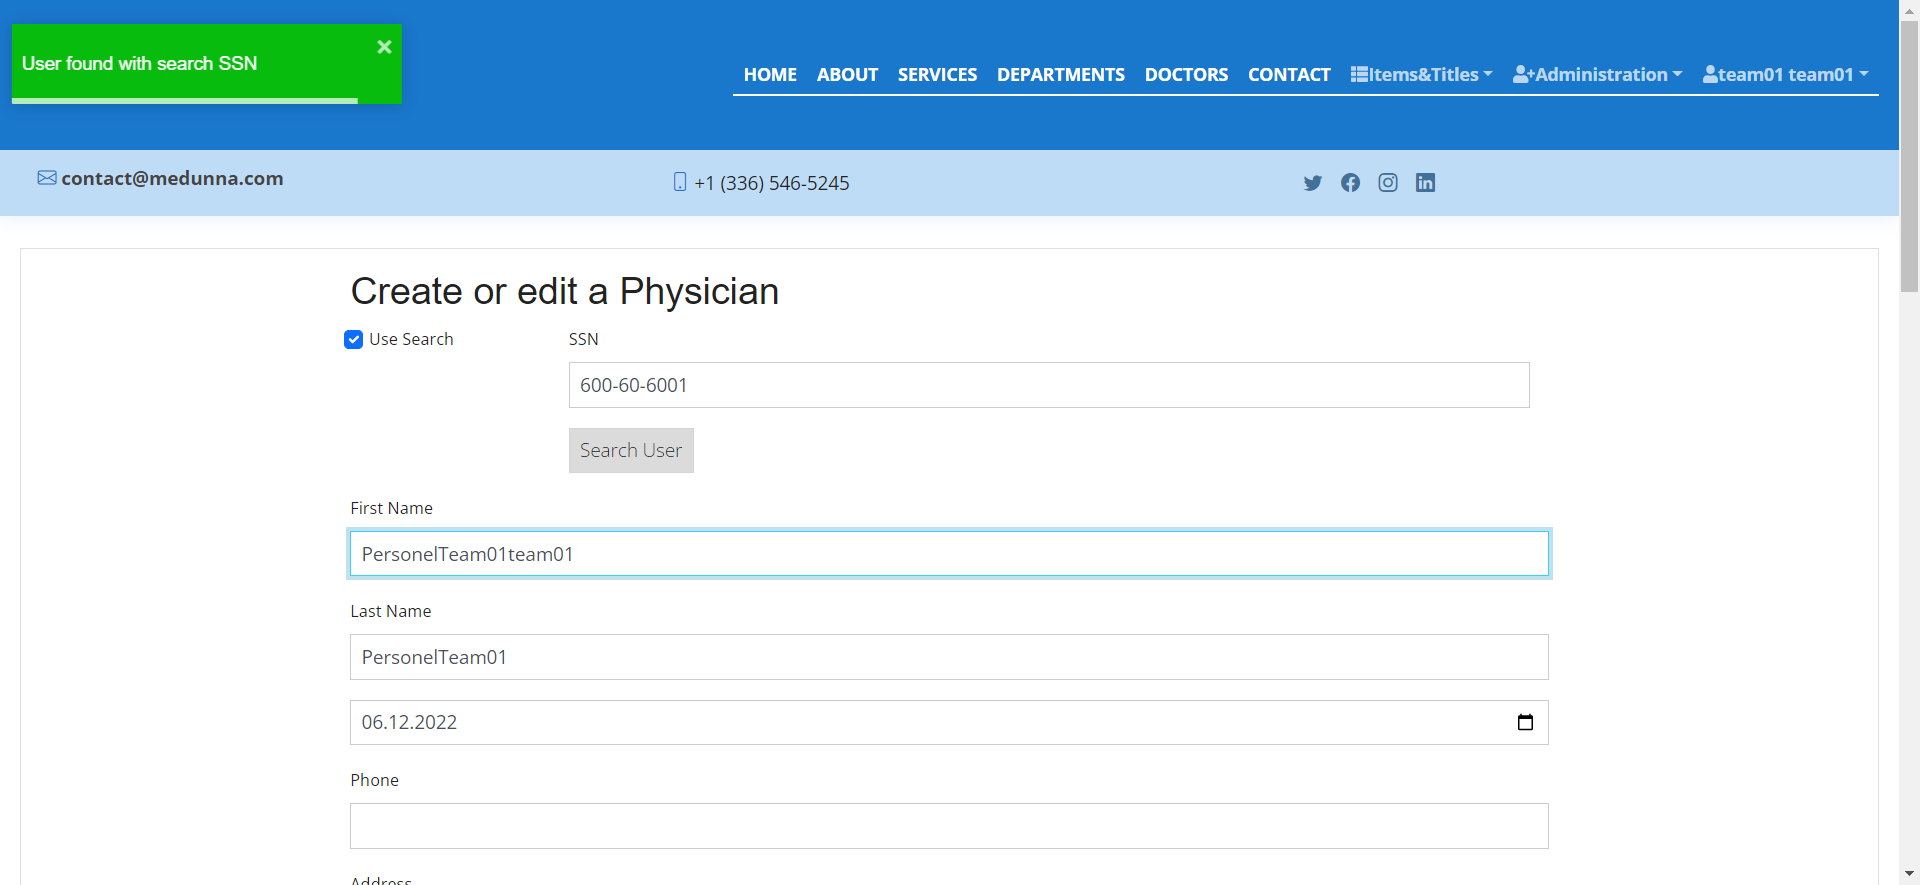 User found with search SSN
HOME ABOUT SERVICES DEPARTMENTS DOCTORS CONTACT Items&Titles Administration team01 team01
contact@medunna.com +1 (336) 546-5245
Create or edit a Physician
Use Search
SSN
600-60-6001
Search User
First Name
PersonelTeam01team01
Last Name
PersonelTeam01
06.12.2022
Phone
Address